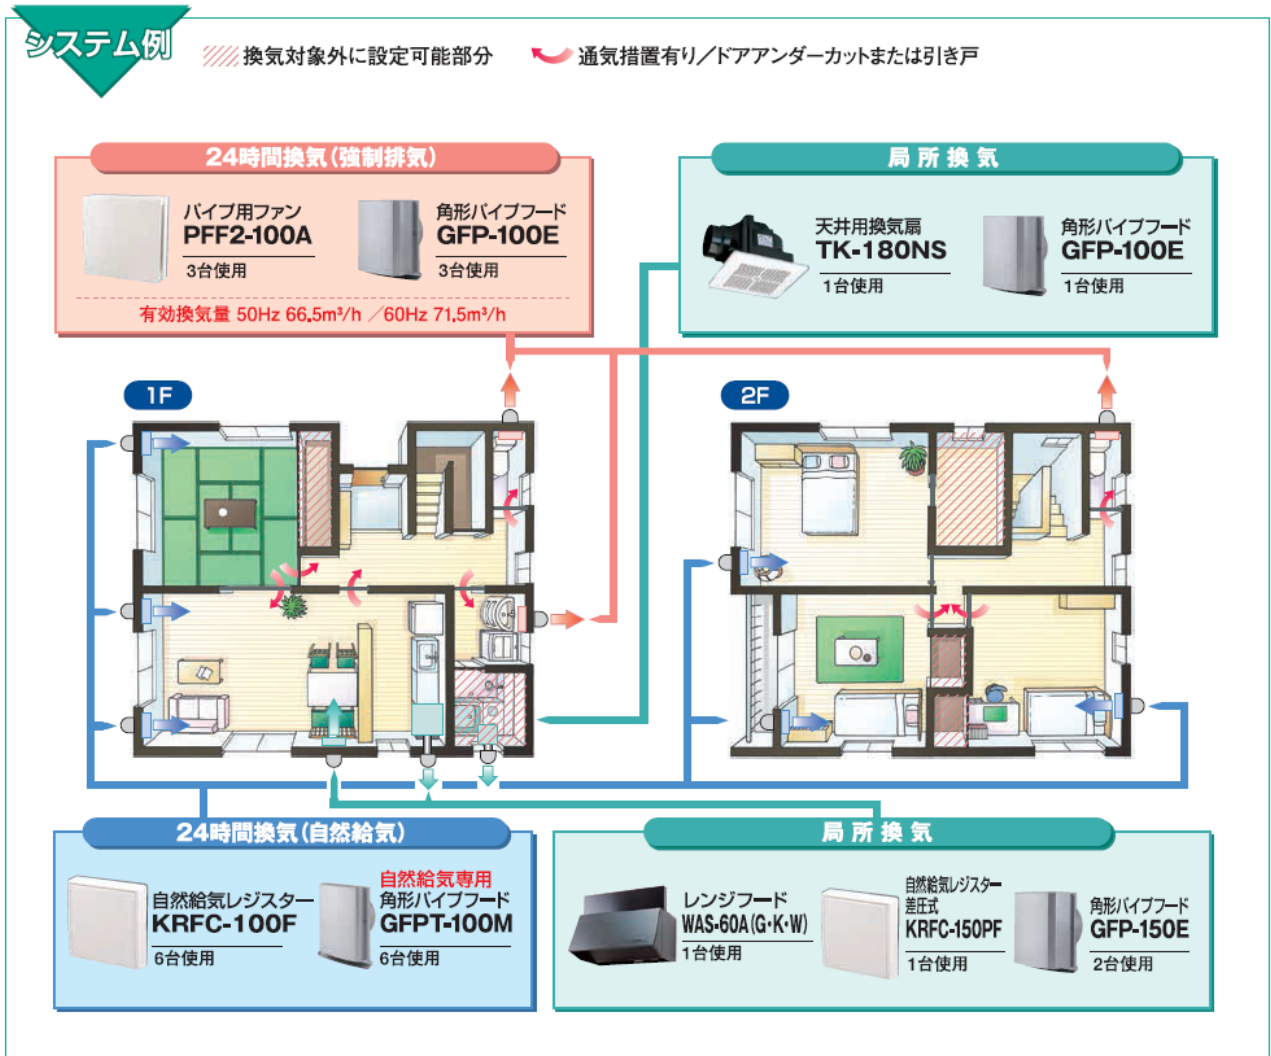 システム例
換気対象外に設定可能部分
通気措置有り／ドアアンダーカットまたは引き戸
24時間換気（強制排気）
パイプ用ファン
PFF2-100A
3台使用
角形パイプフード
GFP-100E
3台使用
有効換気量 50Hz 66.5m³/h ／60Hz 71.5m³/h
局所換気
天井用換気扇
TK-180NS
1台使用
角形パイプフード
GFP-100E
1台使用
1F
2F
24時間換気（自然給気）
自然給気レジスター
KRFC-100F
6台使用
自然給気専用
角形パイプフード
GFPT-100M
6台使用
局所換気
レンジフード
WAS-60A（G・K・W）
1台使用
自然給気レジスター
差圧式
KRFC-150PF
1台使用
角形パイプフード
GFP-150E
2台使用